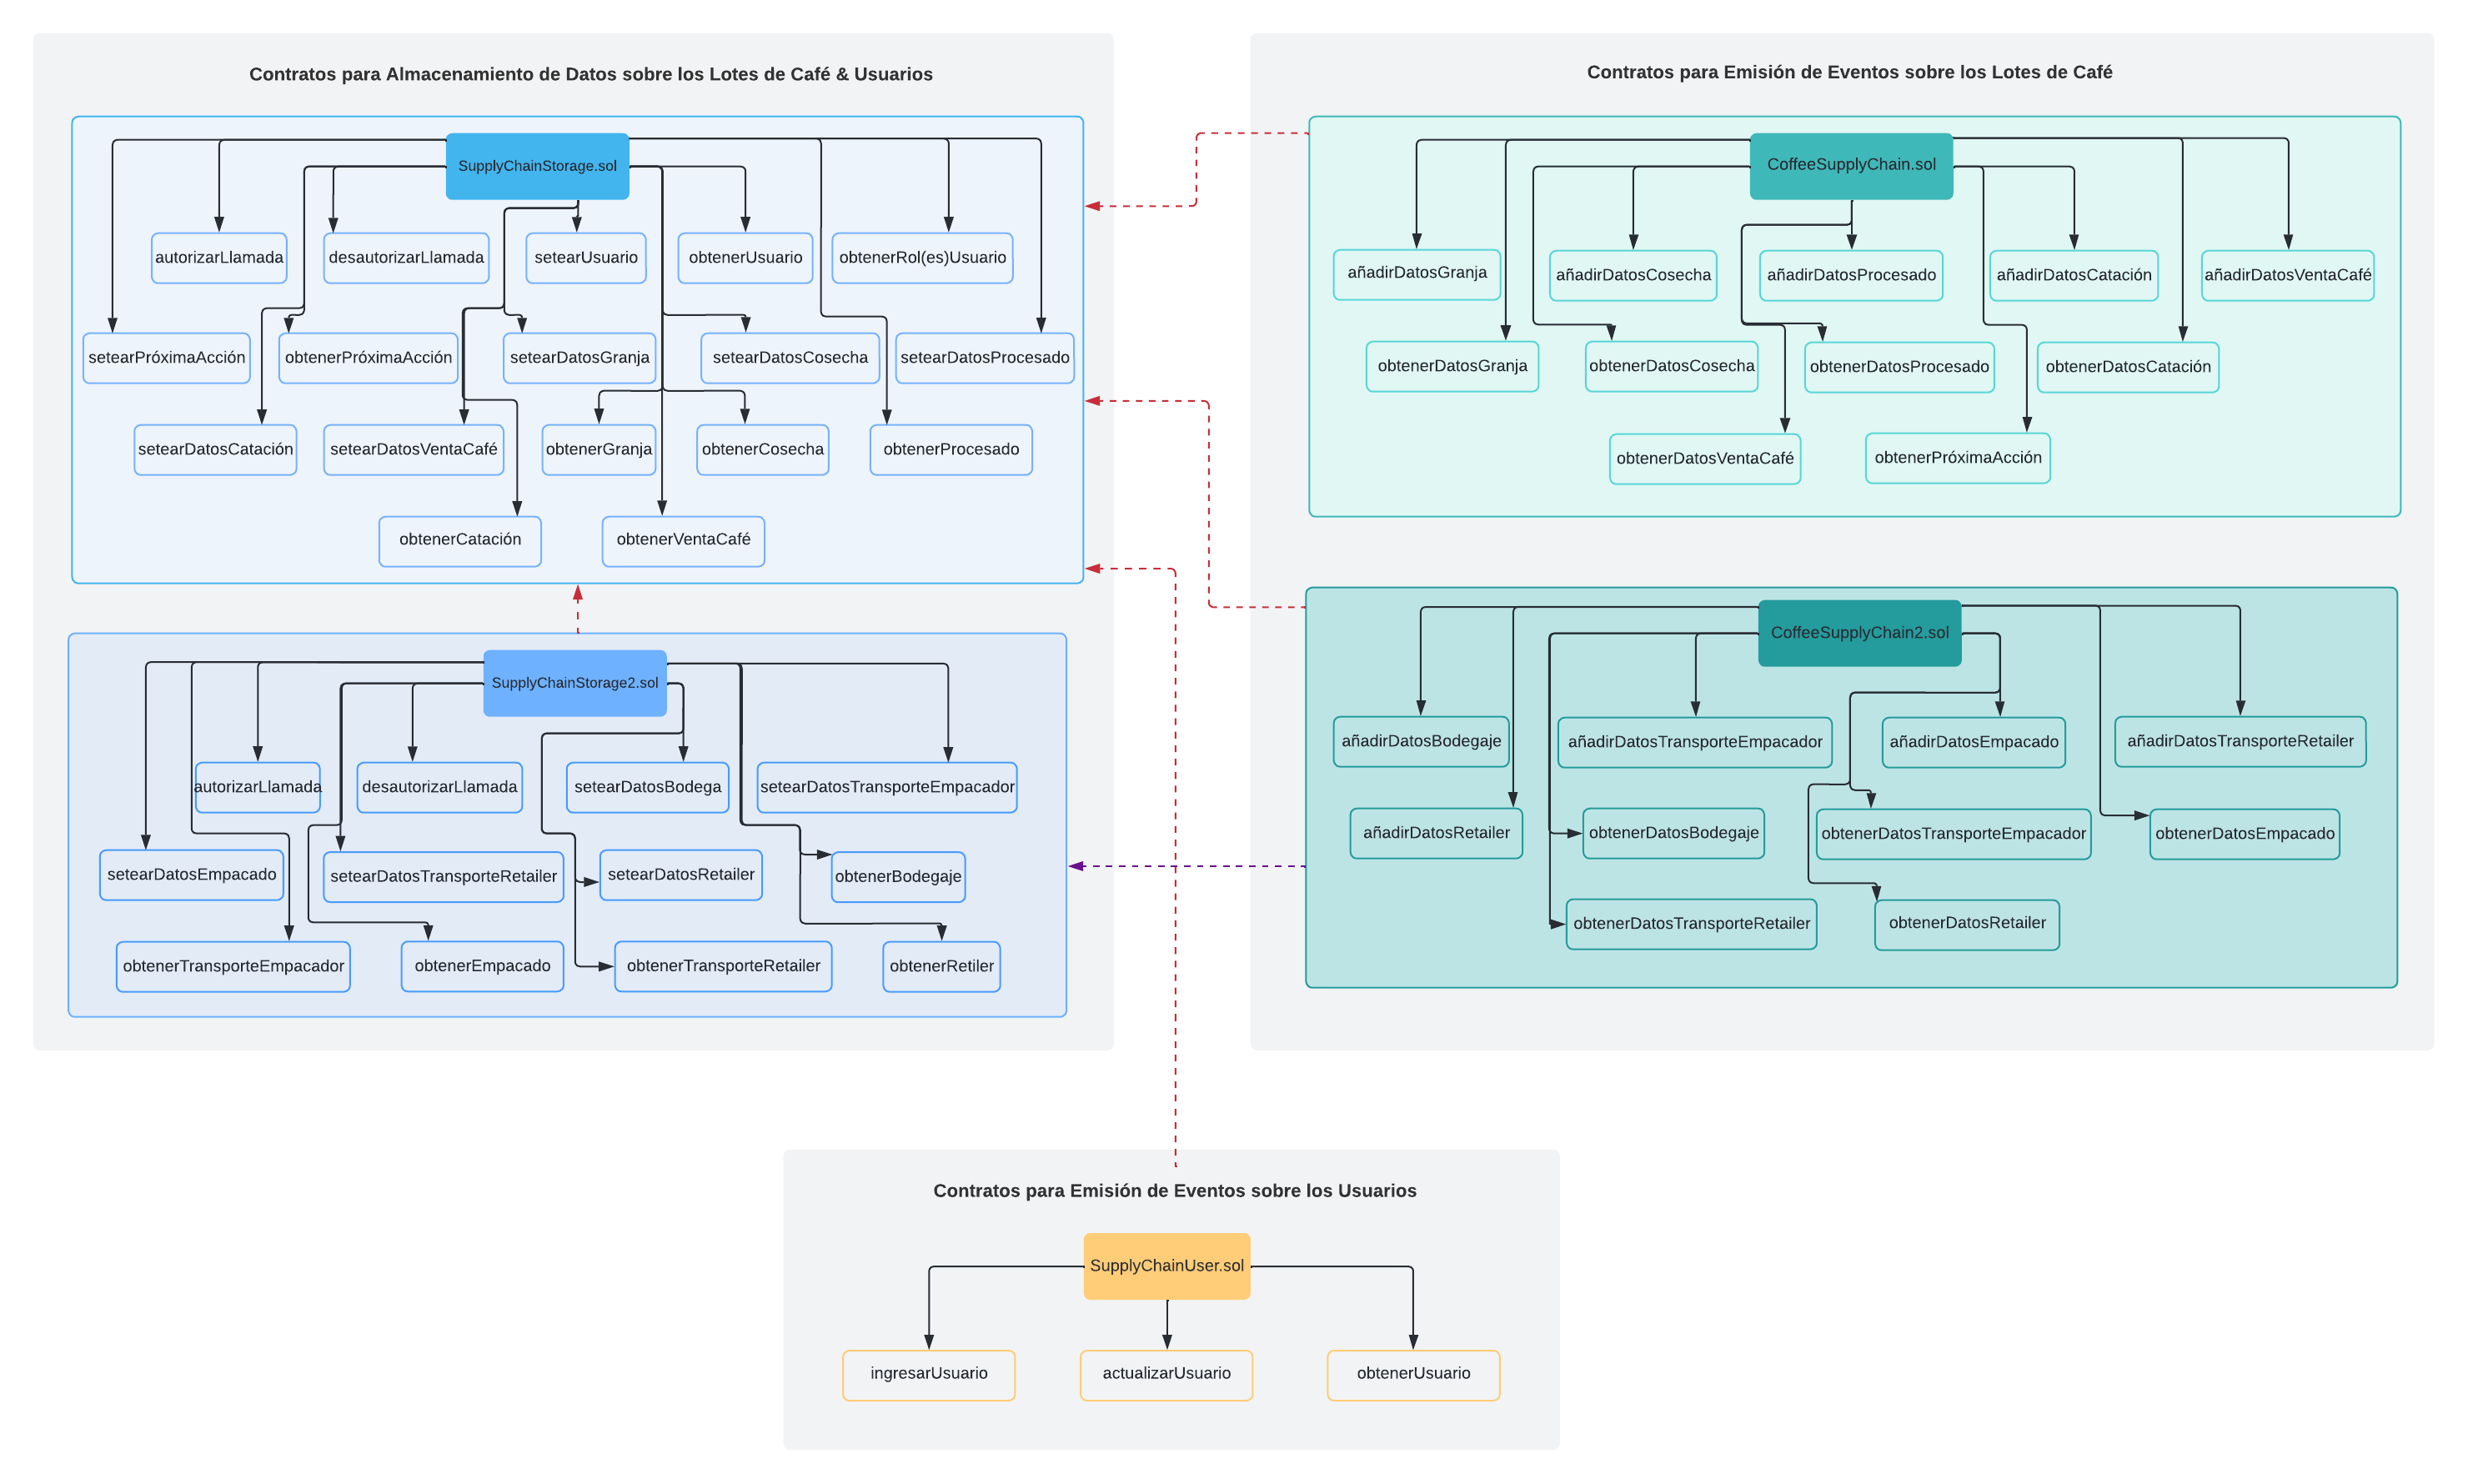 Contratos para Almacenamiento de Datos sobre los Lotes de Café & Usuarios
SupplyChainStorage.sol
autorizarLlamada
desautorizarLlamada
setearUsuario
obtenerUsuario
obtenerRol(es)Usuario
setearPróximaAcción
obtenerPróximaAcción
setearDatosGranja
setearDatosCosecha
setearDatosProcesado
setearDatosCatación
setearDatosVentaCafé
obtenerGranja
obtenerCosecha
obtenerProcesado
obtenerCatación
obtenerVentaCafé
SupplyChainStorage2.sol
autorizarLlamada
desautorizarLlamada
setearDatosBodega
setearDatosTransporteEmpacador
setearDatosEmpacado
setearDatosTransporteRetailer
setearDatosRetailer
obtenerBodegaje
obtenerTransporteEmpacador
obtenerEmpacado
obtenerTransporteRetailer
obtenerRetiler
Contratos para Emisión de Eventos sobre los Lotes de Café
CoffeeSupplyChain.sol
añadirDatosGranja
añadirDatosCosecha
añadirDatosProcesado
añadirDatosCatación
añadirDatosVentaCafé
obtenerDatosGranja
obtenerDatosCosecha
obtenerDatosProcesado
obtenerDatosCatación
obtenerDatosVentaCafé
obtenerPróximaAcción
CoffeeSupplyChain2.sol
añadirDatosBodegaje
añadirDatosTransporteEmpacador
añadirDatosEmpacado
añadirDatosTransporteRetailer
añadirDatosRetailer
obtenerDatosBodegaje
obtenerDatosTransporteEmpacador
obtenerDatosEmpacado
obtenerDatosTransporteRetailer
obtenerDatosRetailer
Contratos para Emisión de Eventos sobre los Usuarios
SupplyChainUser.sol
ingresarUsuario
actualizarUsuario
obtenerUsuario